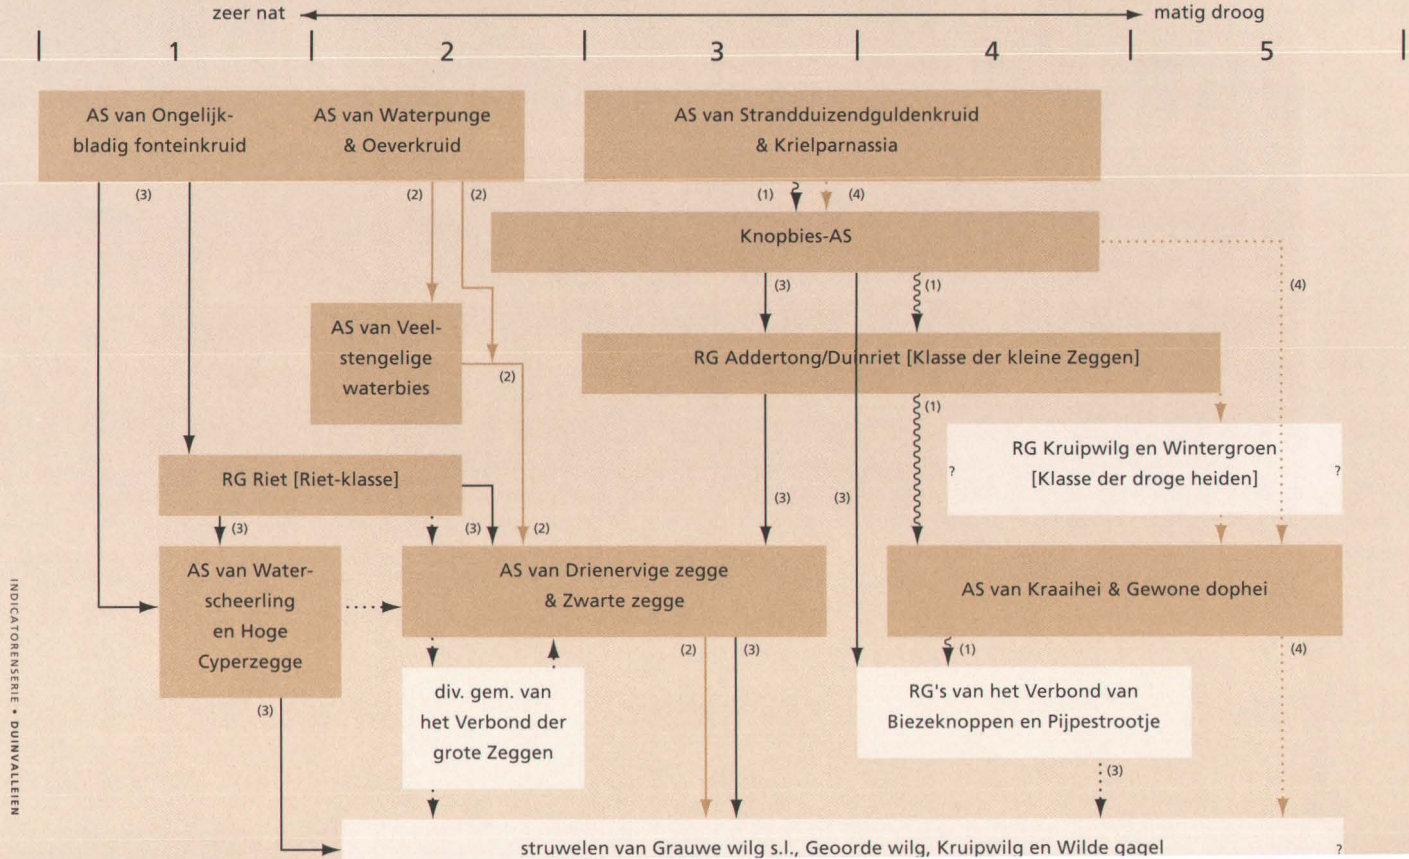 zeer nat
matig droog
1
2
3
4
5
AS van Ongelijk-
bladig fonteinkruid
AS van Waterpunge
& Oeverkruid
AS van Strandduizendguldenkruid
& Krielparnassia
(3)
(2)
(2)
(1)
(4)
Knopbies-AS
(3)
(1)
(4)
AS van Veel-
stengelige
waterbies
(2)
RG Addertong/Duinriet [Klasse der kleine Zeggen]
(1)
RG Kruipwilg en Wintergroen
[Klasse der droge heiden]
?
?
RG Riet [Riet-klasse]
(3)
(3)
(3)
(3)
(2)
AS van Water-
scheerling
en Hoge
Cyperzegge
AS van Drienervige zegge
& Zwarte zegge
AS van Kraaihei & Gewone dophei
(2)
(3)
(1)
(4)
(3)
div. gem. van
het Verbond der
grote Zeggen
RG's van het Verbond van
Biezeknoppen en Pijpestrootje
(3)
struwelen van Grauwe wilg s.l., Geoorde wilg, Kruipwilg en Wilde gagel
?
INDICATORENSERIE • DUINVALLEIEN